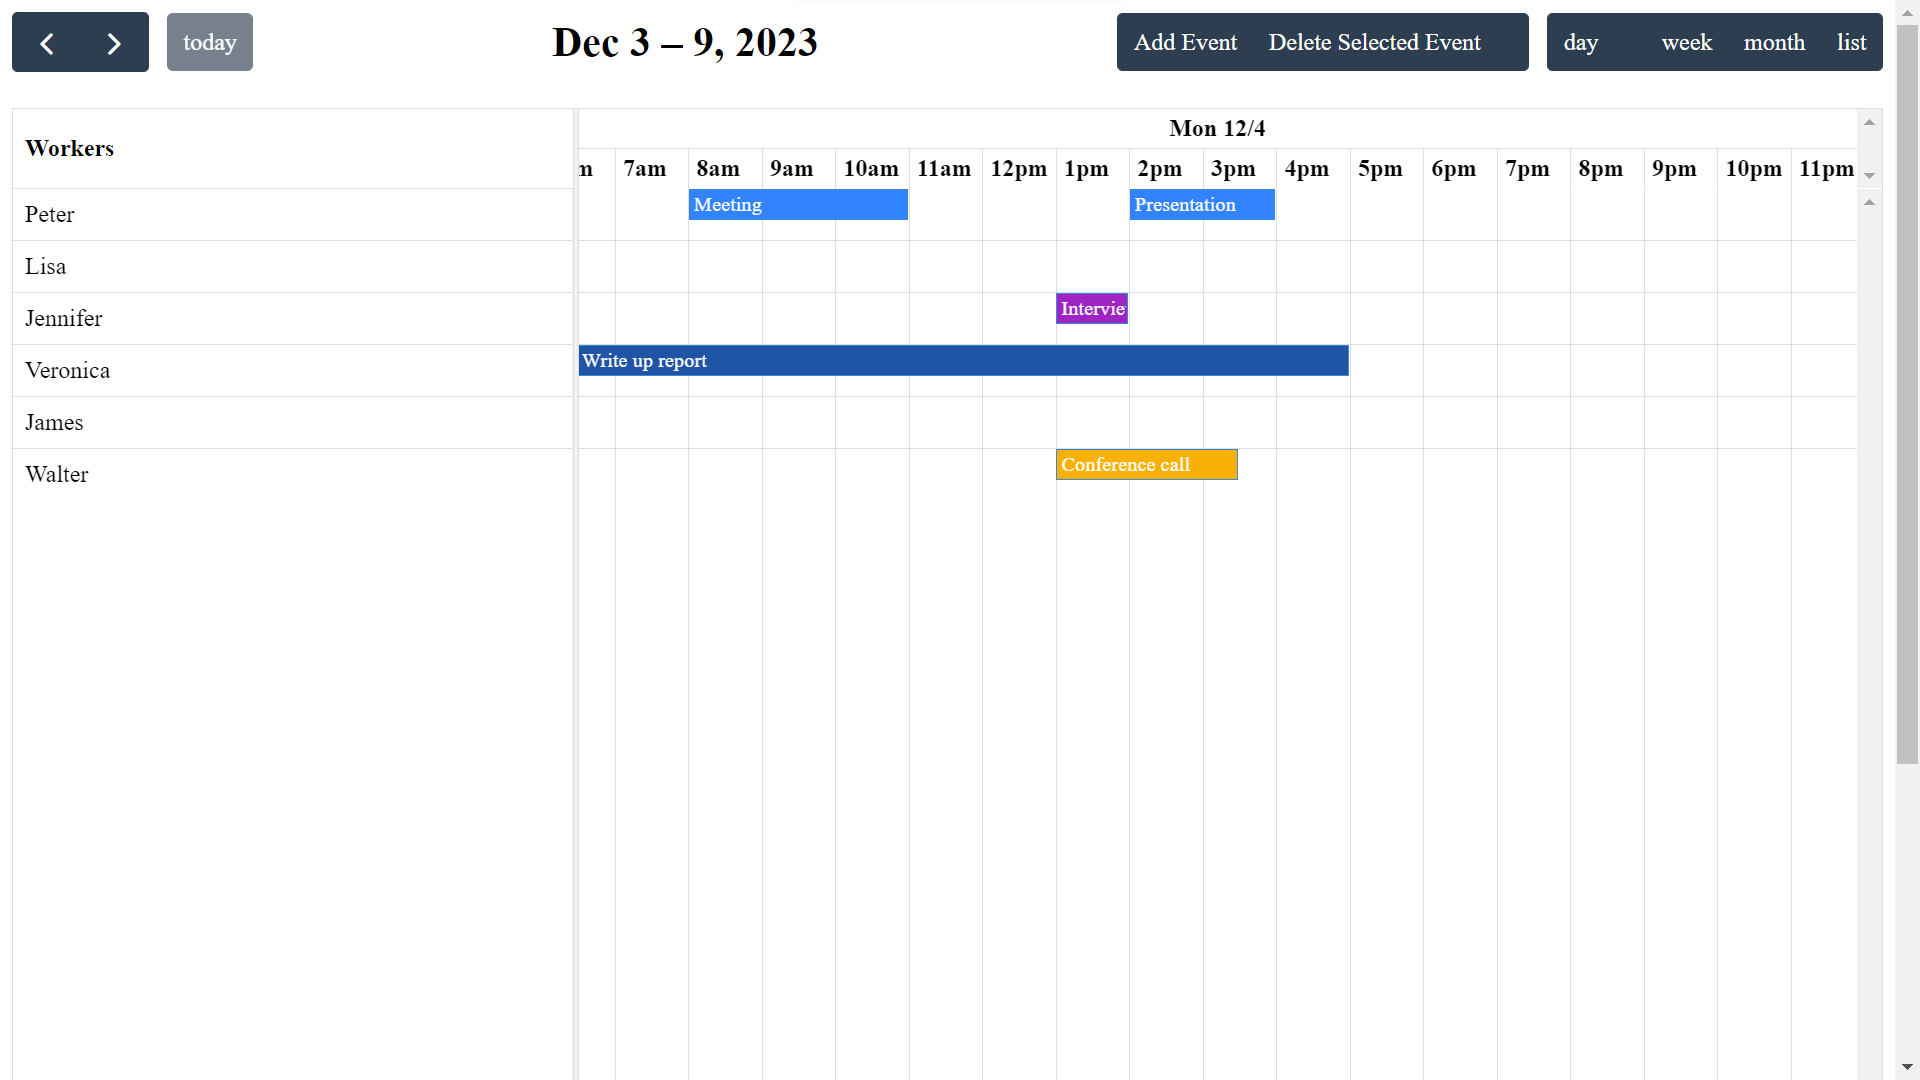 today
Dec 3 – 9, 2023
Add Event Delete Selected Event
day week month list
Workers
Mon 12/4
7am 8am 9am 10am 11am 12pm 1pm 2pm 3pm 4pm 5pm 6pm 7pm 8pm 9pm 10pm 11pm
Peter
Meeting
Presentation
Lisa
Jennifer
Intervie
Veronica
Write up report
James
Walter
Conference call